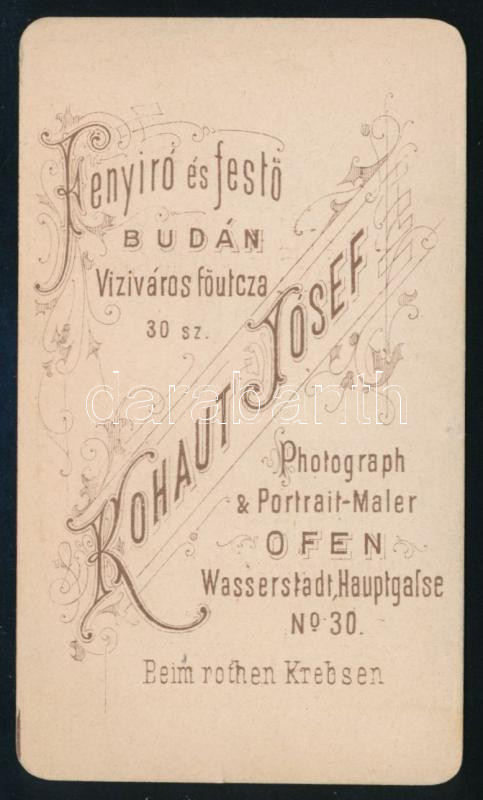 Fenyiró és festö
BUDÁN
Viziváros föutcza
30 sz.
KOHAUT JÓSEF
Photograph
& Portrait-Maler
OFEN
Wasserstadt, Hauptgaſse
No 30.
Beim rothen Krebsen
darabanth